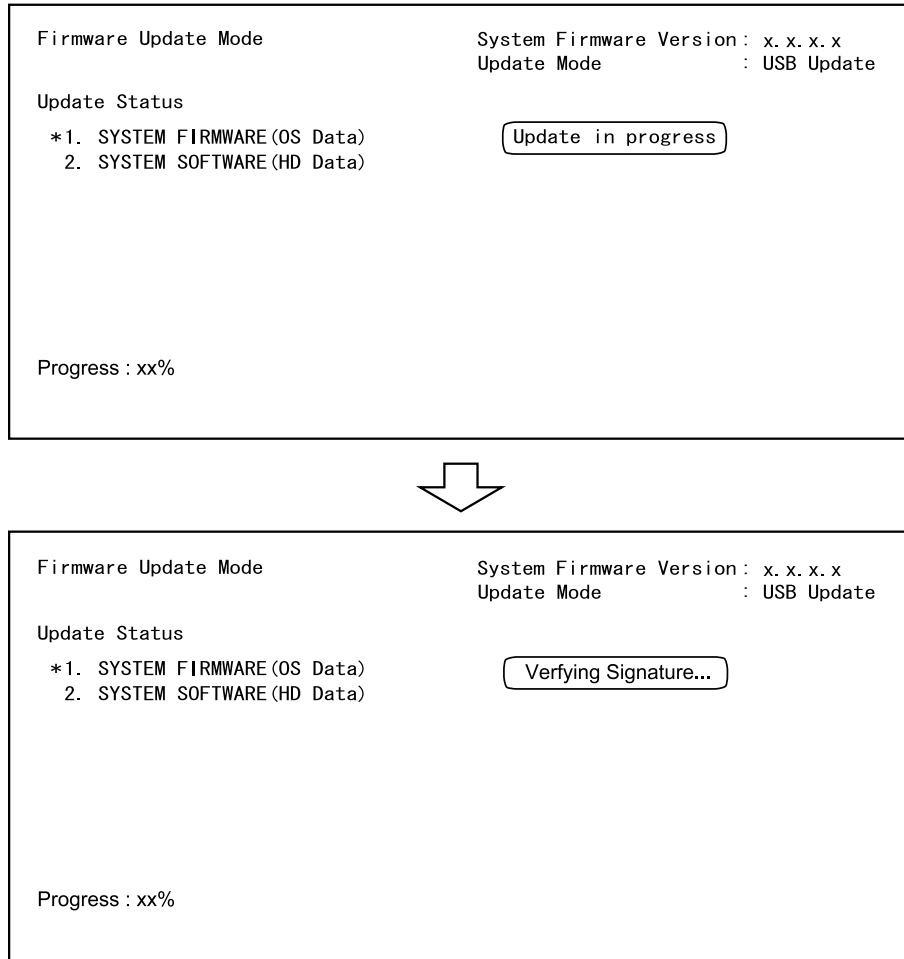 Firmware Update Mode
System Firmware Version : x. x. x. x
Update Mode : USB Update
Update Status
*1. SYSTEM FIRMWARE(OS Data)
Update in progress
2. SYSTEM SOFTWARE(HD Data)
Progress : xx%
Firmware Update Mode
System Firmware Version : x. x. x. x
Update Mode : USB Update
Update Status
*1. SYSTEM FIRMWARE(OS Data)
Verfying Signature...
2. SYSTEM SOFTWARE(HD Data)
Progress : xx%